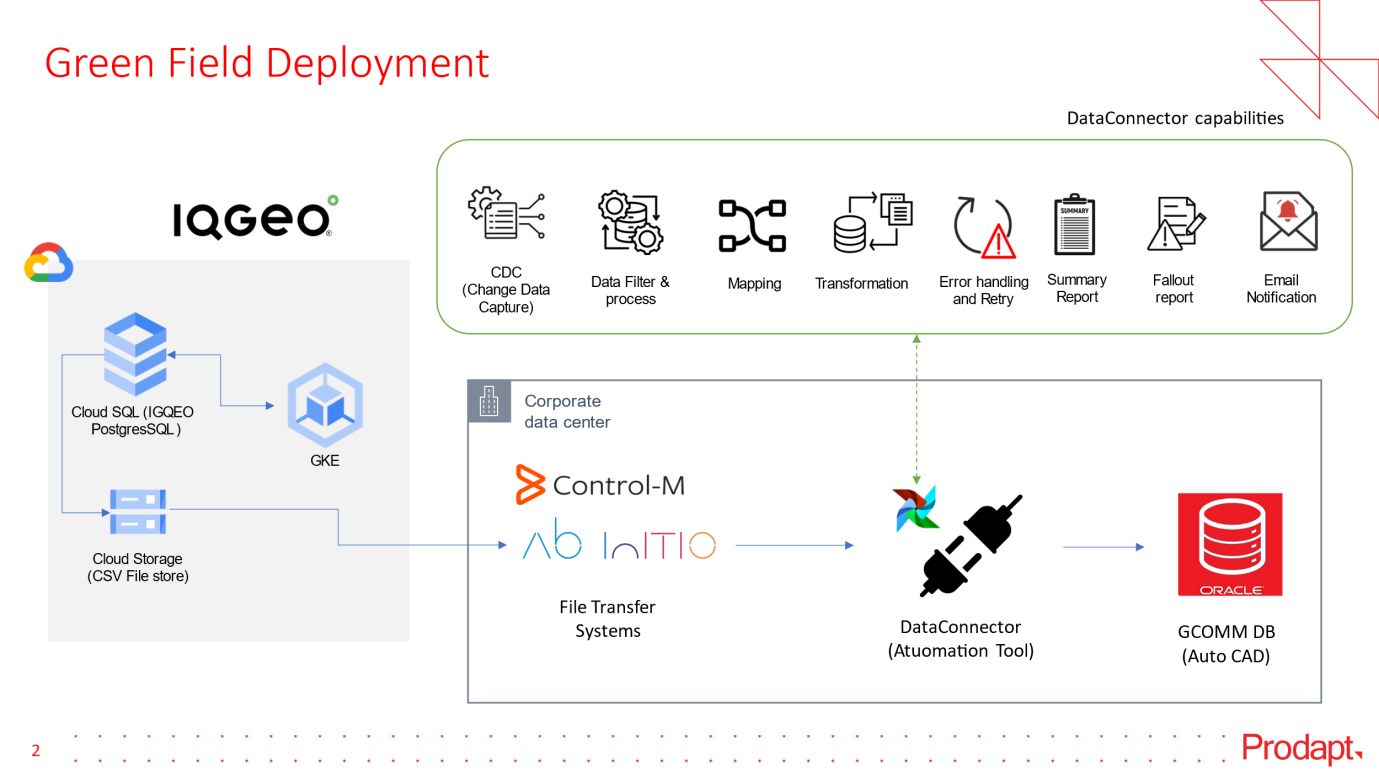 Green Field Deployment
DataConnector capabilities
IQGEO
CDC
(Change Data
Capture)
Data Filter &
process
Mapping
Transformation
Error handling
and Retry
SUMMARY
Summary
Report
Fallout
report
Email
Notification
Cloud SQL (IGQEO
PostgresSQL )
GKE
Cloud Storage
(CSV File store)
Corporate
data center
Control-M
Ab INITIO
File Transfer
Systems
DataConnector
(Atuomation Tool)
ORACLE
GCOMM DB
(Auto CAD)
2
Prodapt.